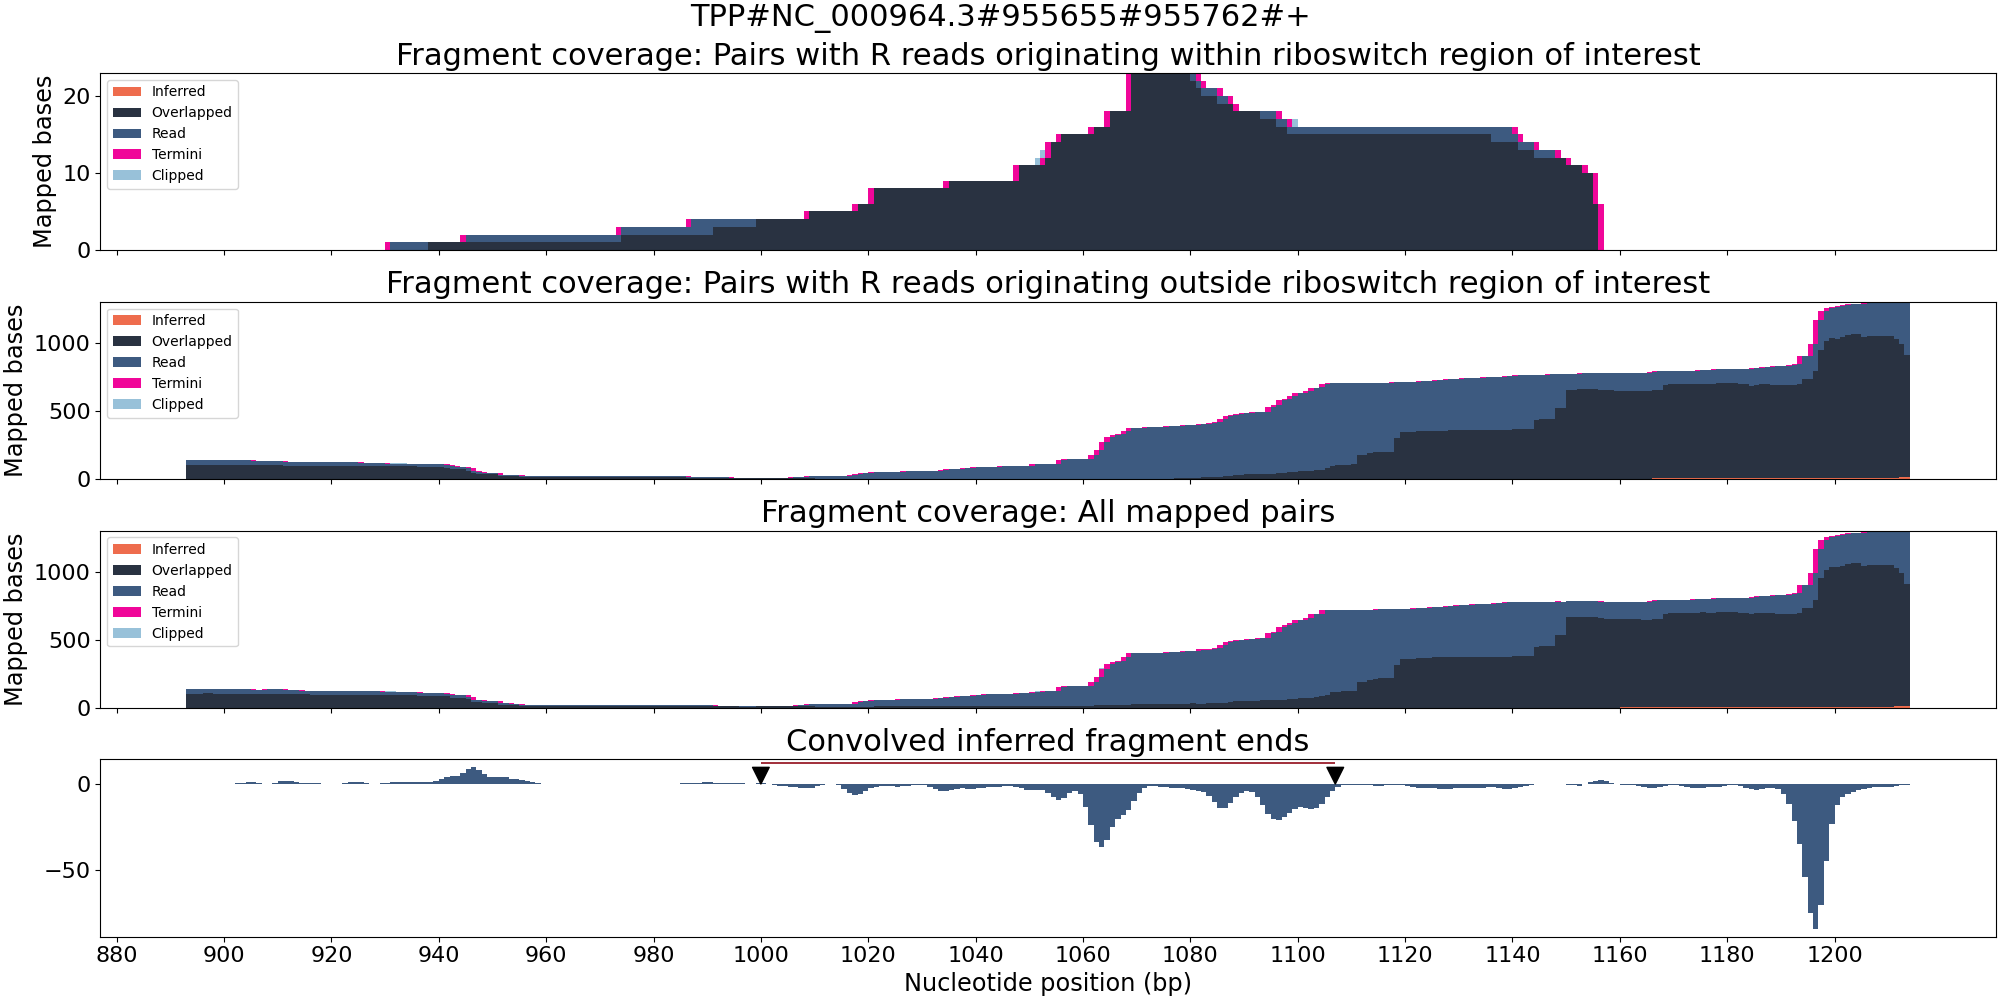 TPP#NC_000964.3#955655#955762#+
Fragment coverage: Pairs with R reads originating within riboswitch region of interest
Mapped bases
20
10
0
Inferred
Overlapped
Read
Termini
Clipped
Fragment coverage: Pairs with R reads originating outside riboswitch region of interest
Mapped bases
1000
500
0
Inferred
Overlapped
Read
Termini
Clipped
Fragment coverage: All mapped pairs
Mapped bases
1000
500
0
Inferred
Overlapped
Read
Termini
Clipped
Convolved inferred fragment ends
0
−50
880 900 920 940 960 980 1000 1020 1040 1060 1080 1100 1120 1140 1160 1180 1200
Nucleotide position (bp)